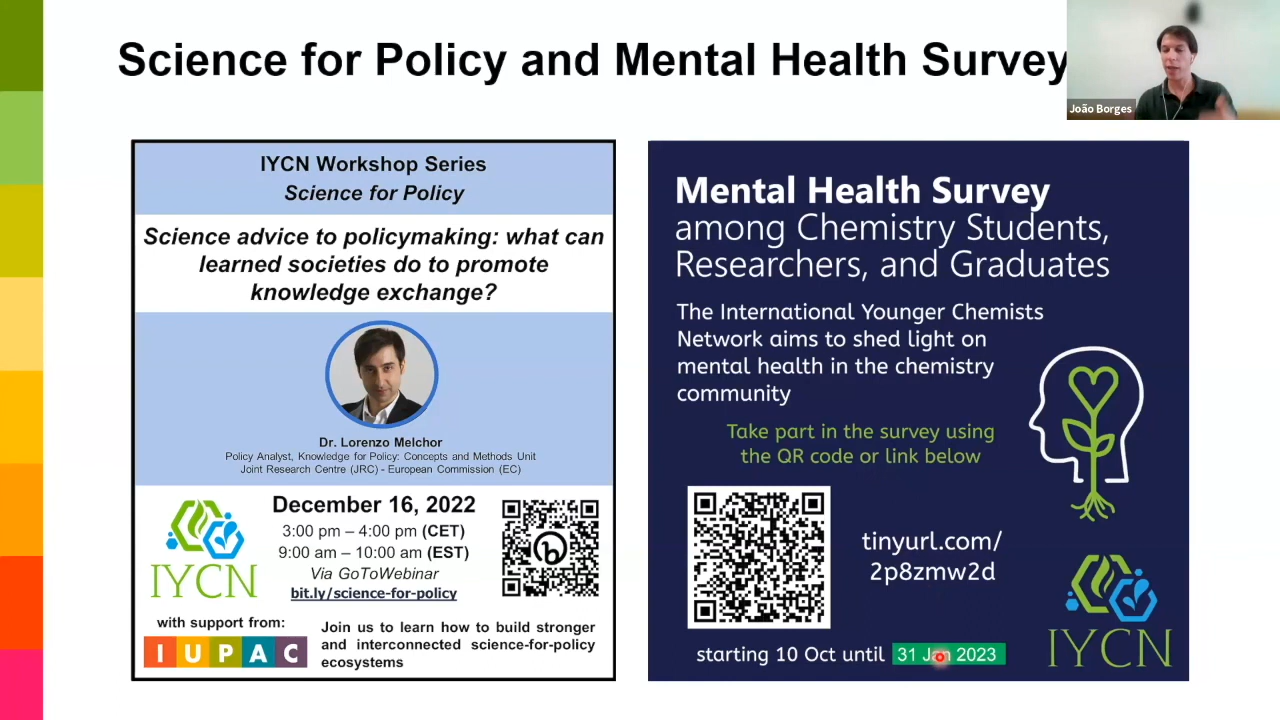 Science for Policy and Mental Health Survey
João Borges
IYCN Workshop Series
Science for Policy
Science advice to policymaking: what can
learned societies do to promote
knowledge exchange?
Dr. Lorenzo Melchor
Policy Analyst, Knowledge for Policy: Concepts and Methods Unit
Joint Research Centre (JRC) - European Commission (EC)
December 16, 2022
3:00 pm – 4:00 pm (CET)
9:00 am – 10:00 am (EST)
Via GoToWebinar
bit.ly/science-for-policy
IYCN
with support from:
IUPAC
Join us to learn how to build stronger
and interconnected science-for-policy
ecosystems
Mental Health Survey
among Chemistry Students,
Researchers, and Graduates
The International Younger Chemists
Network aims to shed light on
mental health in the chemistry
community
Take part in the survey using
the QR code or link below
tinyurl.com/
2p8zmw2d
starting 10 Oct until 31 Jan 2023
IYCN